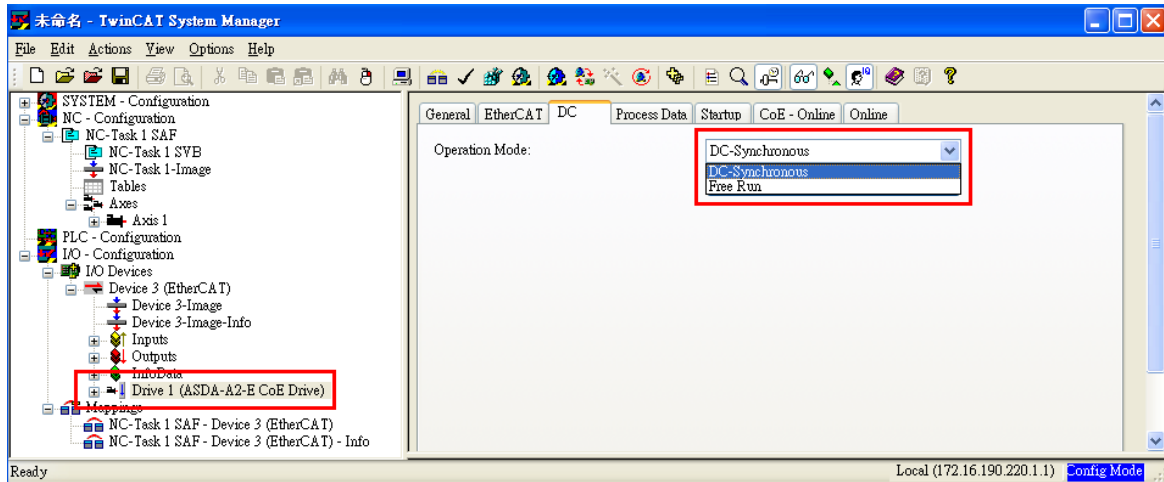 未命名 - TwinCAT System Manager
File Edit Actions View Options Help
SYSTEM - Configuration
NC - Configuration
NC-Task 1 SAF
NC-Task 1 SVB
NC-Task 1-Image
Tables
Axes
Axis 1
PLC - Configuration
I/O - Configuration
I/O Devices
Device 3 (EtherCAT)
Device 3-Image
Device 3-Image-Info
Inputs
Outputs
InfoData
Drive 1 (ASDA-A2-E CoE Drive)
Mappings
NC-Task 1 SAF - Device 3 (EtherCAT)
NC-Task 1 SAF - Device 3 (EtherCAT) - Info
General EtherCAT DC Process Data Startup CoE - Online Online
Operation Mode: DC-Synchronous
DC-Synchronous
Free Run
Ready Local (172.16.190.220.1.1) Config Mode